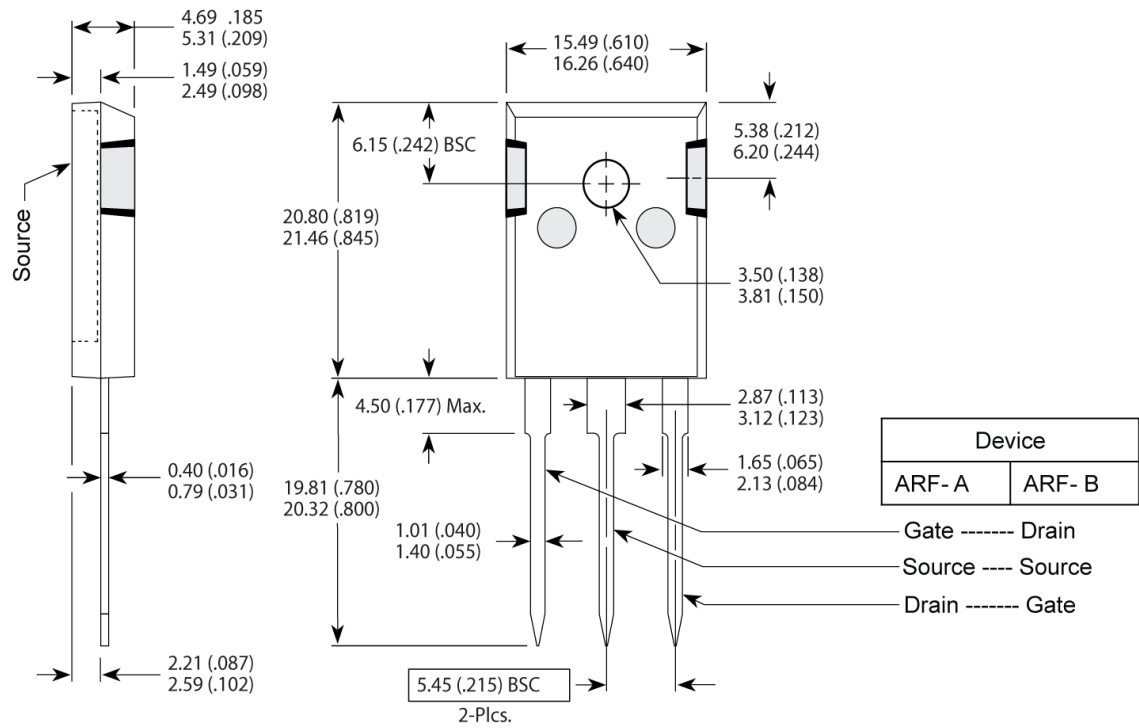 4.69 .185
5.31 (.209)
1.49 (.059)
2.49 (.098)
Source
15.49 (.610)
16.26 (.640)
6.15 (.242) BSC
5.38 (.212)
6.20 (.244)
20.80 (.819)
21.46 (.845)
3.50 (.138)
3.81 (.150)
4.50 (.177) Max.
2.87 (.113)
3.12 (.123)
0.40 (.016)
0.79 (.031)
19.81 (.780)
20.32 (.800)
1.65 (.065)
2.13 (.084)
1.01 (.040)
1.40 (.055)
Device
ARF- A ARF- B
Gate ------- Drain
Source ---- Source
Drain ------- Gate
2.21 (.087)
2.59 (.102)
5.45 (.215) BSC
2-Plcs.